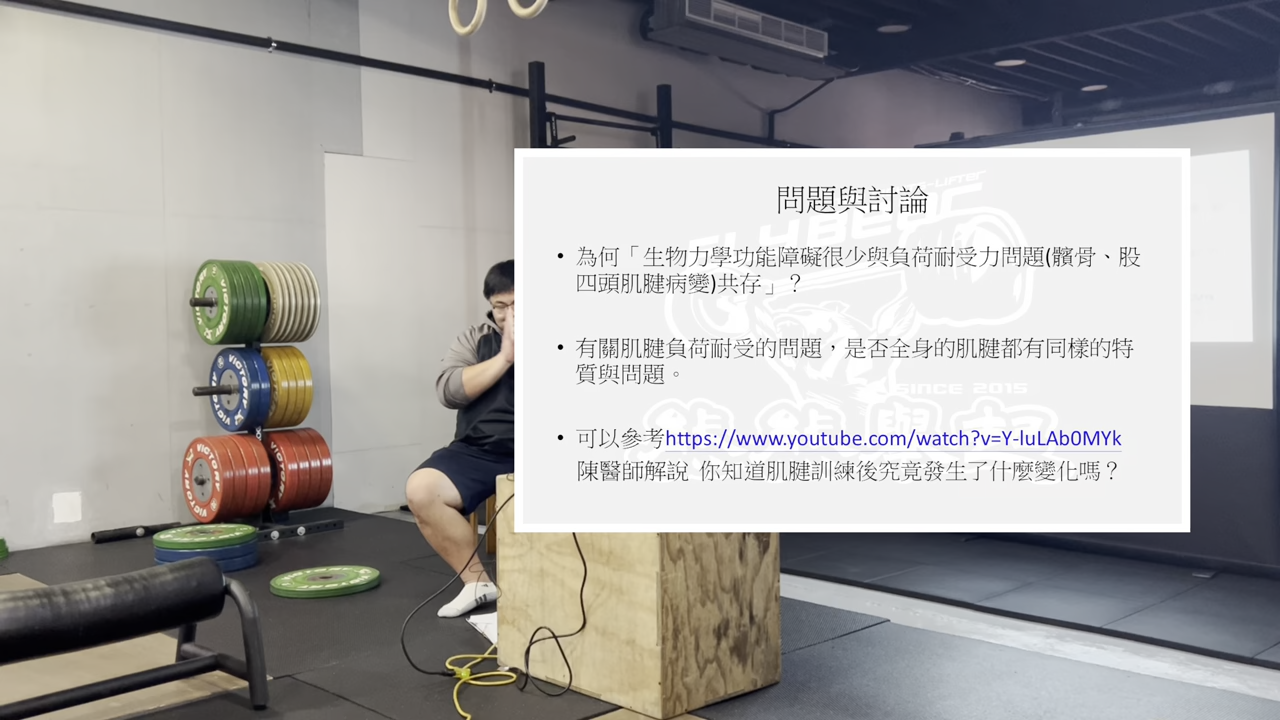 問題與討論
• 為何「生物力學功能障礙很少與負荷耐受力問題(髕骨、股
四頭肌腱病變)共存」？
• 有關肌腱負荷耐受的問題，是否全身的肌腱都有同樣的特
質與問題。
• 可以參考https://www.youtube.com/watch?v=Y-luLAb0MYk
陳醫師解說 你知道肌腱訓練後究竟發生了什麼變化嗎？
SINCE 2015
VICTORY
VICTORY
VICTORY